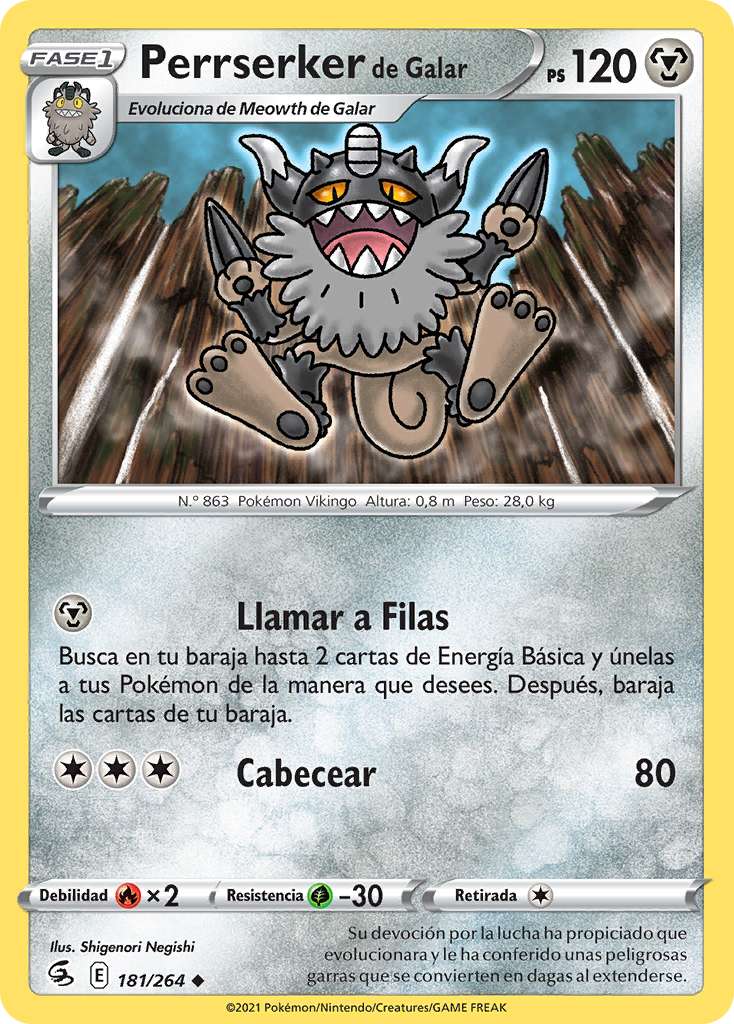 FASE 1
Perrserker de Galar
PS 120
Evoluciona de Meowth de Galar
N.º 863 Pokémon Vikingo Altura: 0,8 m Peso: 28,0 kg
Llamar a Filas
Busca en tu baraja hasta 2 cartas de Energía Básica y únelas
a tus Pokémon de la manera que desees. Después, baraja
las cartas de tu baraja.
Cabecear 80
Debilidad ×2 Resistencia -30 Retirada
Ilus. Shigenori Negishi
Su devoción por la lucha ha propiciado que
evolucionara y le ha conferido unas peligrosas
garras que se convierten en dagas al extenderse.
E 181/264
©2021 Pokémon/Nintendo/Creatures/GAME FREAK